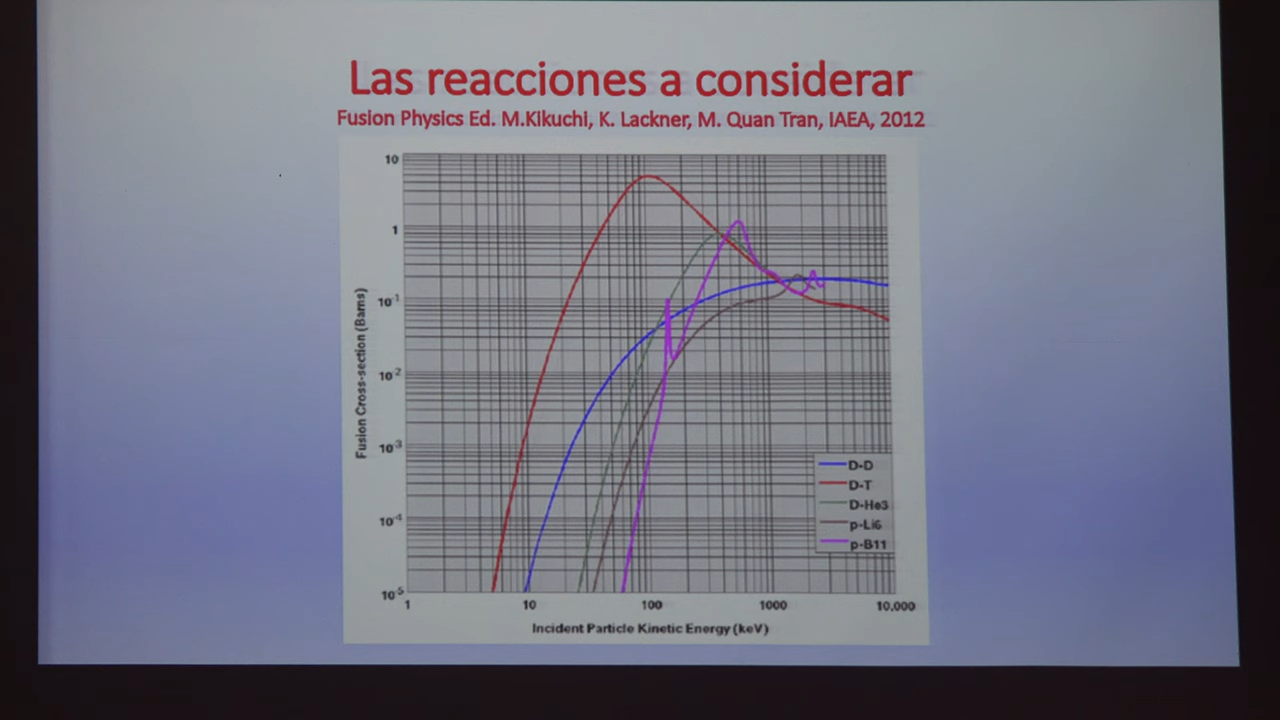 Las reacciones a considerar
Fusion Physics Ed. M.Kikuchi, K. Lackner, M. Quan Tran, IAEA, 2012
10
1
10-1
10-2
10-3
10-4
10-5
Fusion Cross-section (Barns)
D-D
D-T
D-He3
p-Li6
p-B11
1
10
100
1000
10,000
Incident Particle Kinetic Energy (keV)